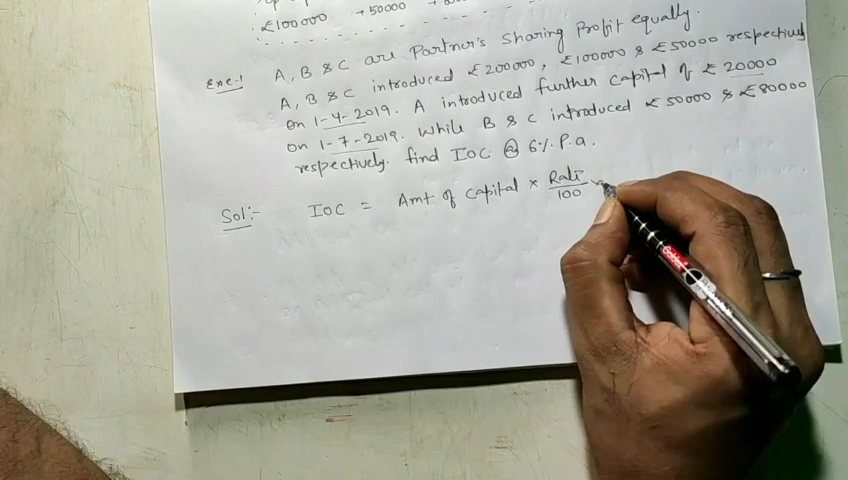 ₹100000 +50000 +
Exe-1 A, B & C are Partner's Sharing Profit equally.
A, B & C introduced ₹200000, ₹100000 & ₹50000 respectively
on 1-4-2019. A introduced further capital of ₹20000
on 1-7-2019. While B & C introduced ₹50000 & ₹80000
respectively. find IOC @ 6% P.a.
Sol:- IOC = Amt of Capital × Rate/100 ×